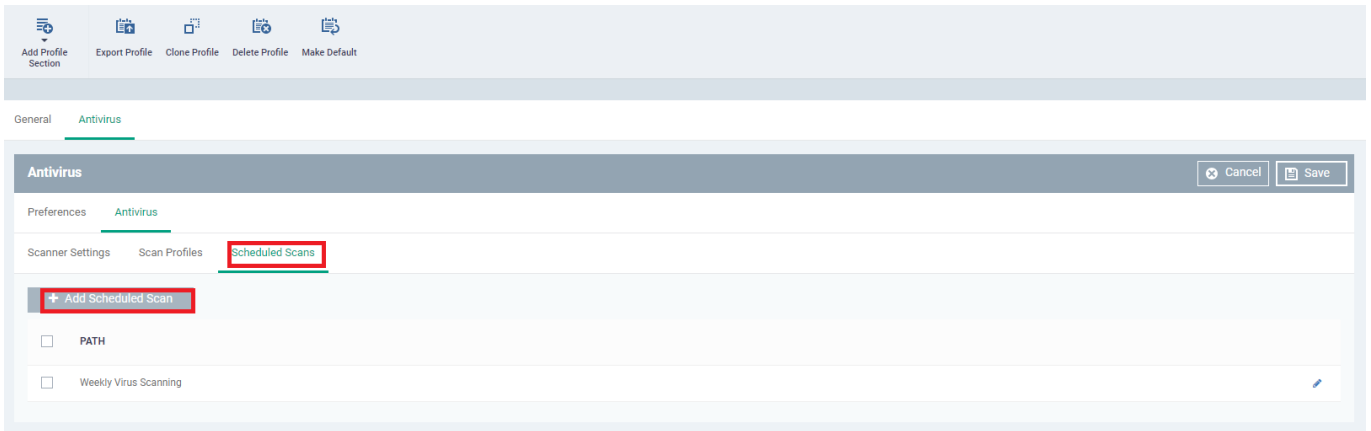 Add Profile
Section
Export Profile
Clone Profile
Delete Profile
Make Default
General
Antivirus
Antivirus
Cancel
Save
Preferences
Antivirus
Scanner Settings
Scan Profiles
Scheduled Scans
+ Add Scheduled Scan
PATH
Weekly Virus Scanning